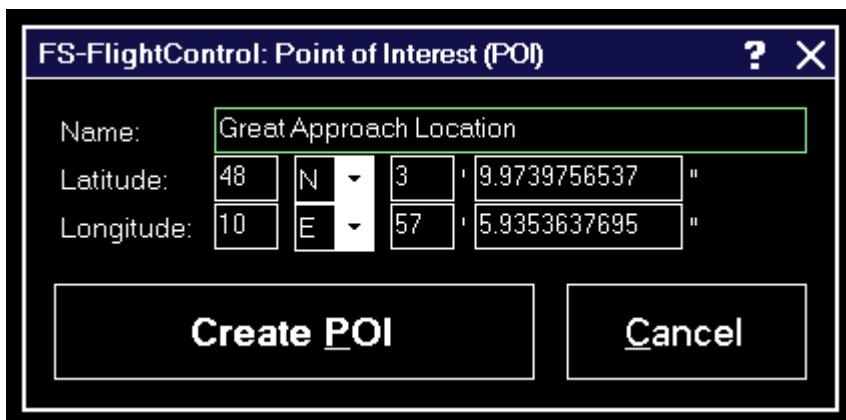 FS-FlightControl: Point of Interest (POI) ? X
Name: Great Approach Location
Latitude: 48 N 3 ' 9.9739756537 "
Longitude: 10 E 57 ' 5.9353637695 "
Create POI Cancel